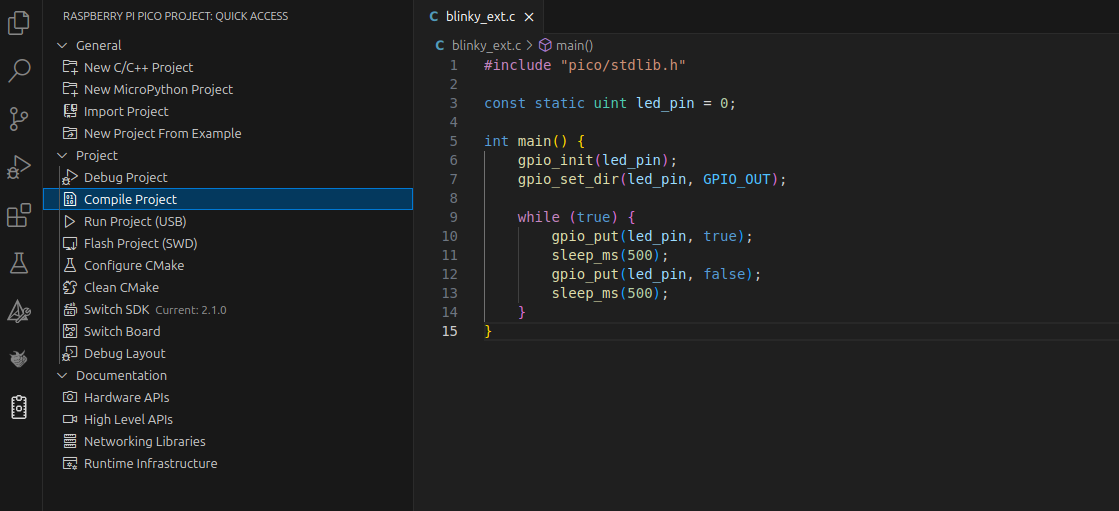 RASPBERRY PI PICO PROJECT: QUICK ACCESS
General
New C/C++ Project
New MicroPython Project
Import Project
New Project From Example
Project
Debug Project
Compile Project
Run Project (USB)
Flash Project (SWD)
Configure CMake
Clean CMake
Switch SDK Current: 2.1.0
Switch Board
Debug Layout
Documentation
Hardware APIs
High Level APIs
Networking Libraries
Runtime Infrastructure
C blinky_ext.c
C blinky_ext.c > main()
1 #include "pico/stdlib.h"
2
3 const static uint led_pin = 0;
4
5 int main() {
6     gpio_init(led_pin);
7     gpio_set_dir(led_pin, GPIO_OUT);
8
9     while (true) {
10         gpio_put(led_pin, true);
11         sleep_ms(500);
12         gpio_put(led_pin, false);
13         sleep_ms(500);
14     }
15 }